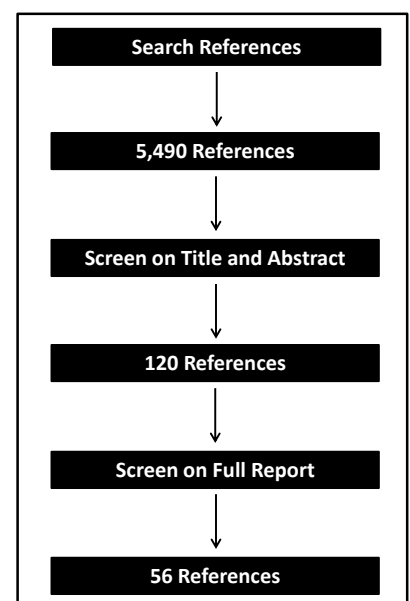 Search References
5,490 References
Screen on Title and Abstract
120 References
Screen on Full Report
56 References